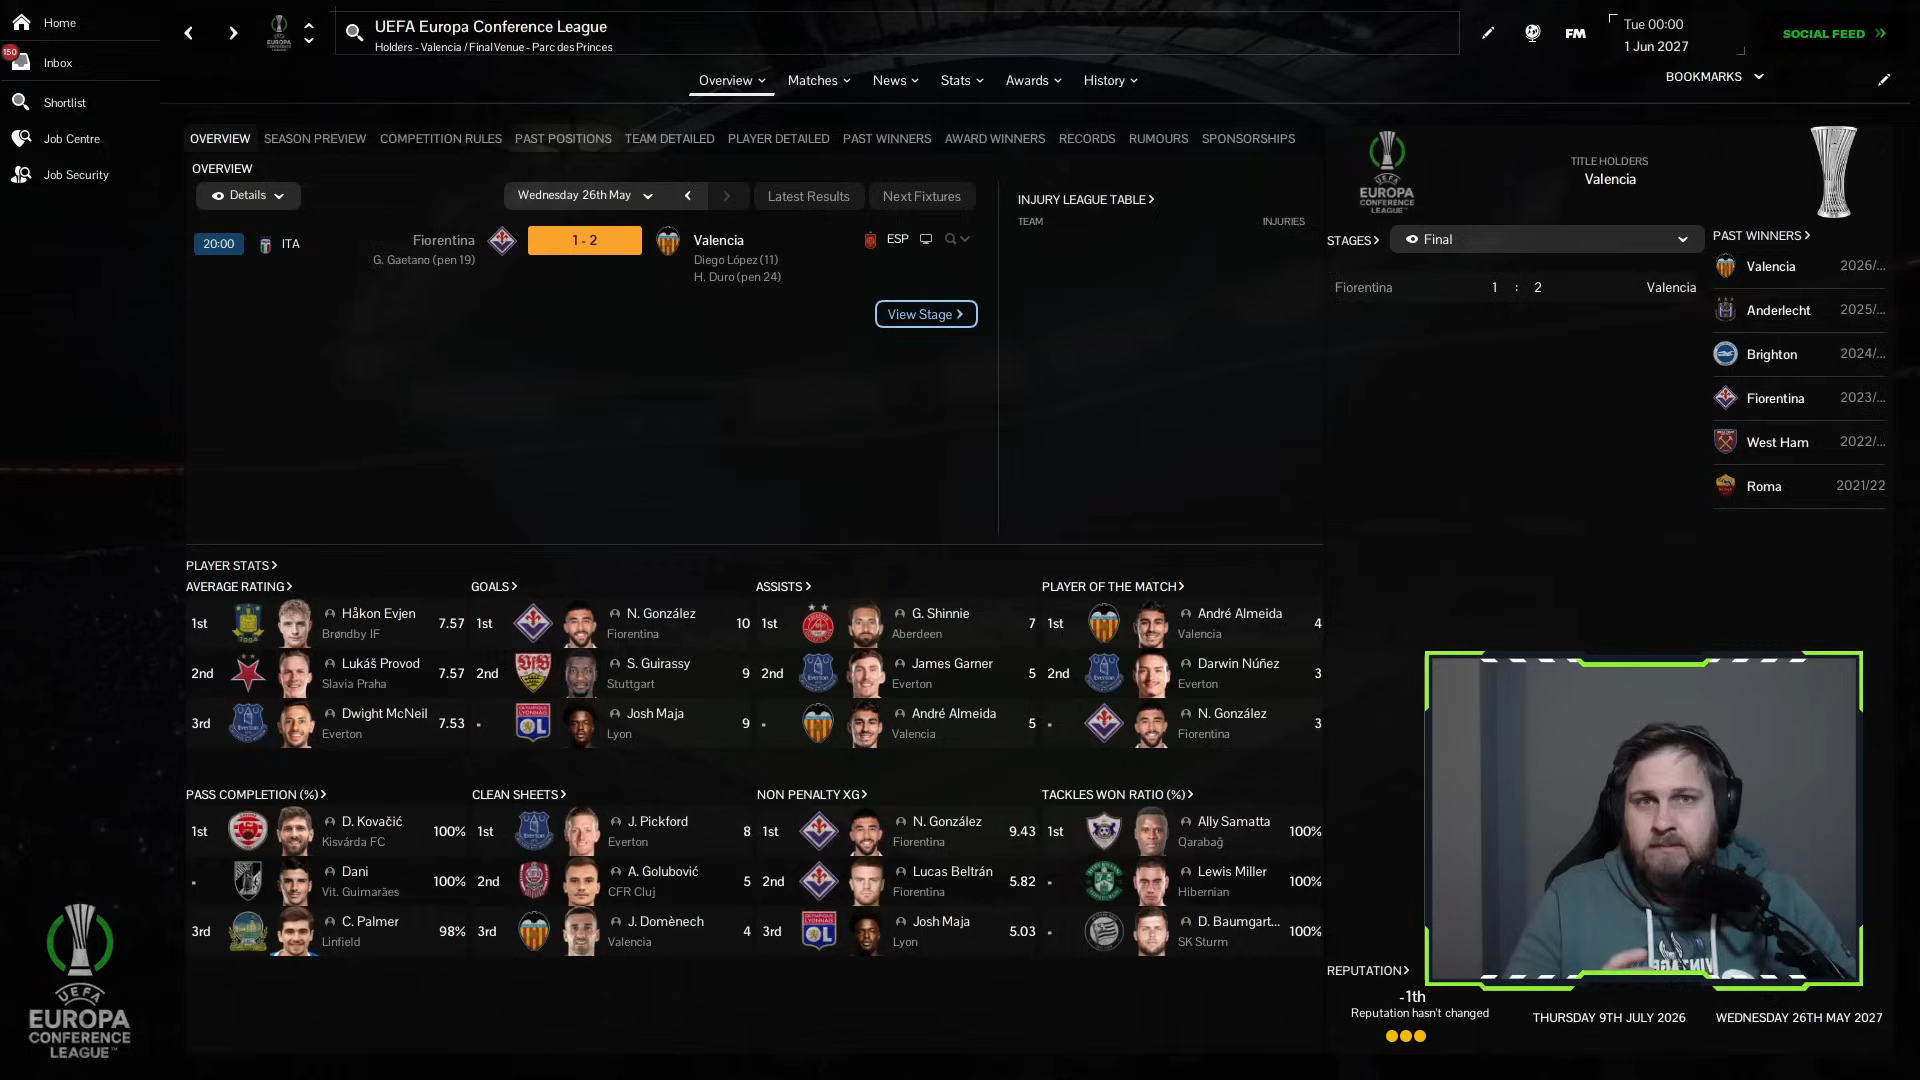 Home
150
Inbox
Shortlist
Job Centre
Job Security
UEFA Europa Conference League
Holders - Valencia / Final Venue - Parc des Princes
FM
Tue 00:00
1 Jun 2027
SOCIAL FEED
BOOKMARKS
Overview
Matches
News
Stats
Awards
History
OVERVIEW
SEASON PREVIEW
COMPETITION RULES
PAST POSITIONS
TEAM DETAILED
PLAYER DETAILED
PAST WINNERS
AWARD WINNERS
RECORDS
RUMOURS
SPONSORSHIPS
OVERVIEW
Details
Wednesday 26th May
Latest Results
Next Fixtures
20:00
ITA
Fiorentina
G. Gaetano (pen 19)
1 - 2
Valencia
Diego López (11)
H. Duro (pen 24)
ESP
View Stage
INJURY LEAGUE TABLE
TEAM
INJURIES
UEFA
EUROPA
CONFERENCE
LEAGUE
TITLE HOLDERS
Valencia
STAGES
Final
Fiorentina 1 : 2 Valencia
PAST WINNERS
Valencia 2026/...
Anderlecht 2025/...
Brighton 2024/...
Fiorentina 2023/...
West Ham 2022/...
Roma 2021/22
PLAYER STATS
AVERAGE RATING
1st Håkon Evjen 7.57
Brøndby IF
2nd Lukáš Provod 7.57
Slavia Praha
3rd Dwight McNeil 7.53
Everton
GOALS
1st N. González 10
Fiorentina
2nd S. Guirassy 9
Stuttgart
- Josh Maja 9
Lyon
ASSISTS
1st G. Shinnie 7
Aberdeen
2nd James Garner 5
Everton
- André Almeida 5
Valencia
PLAYER OF THE MATCH
1st André Almeida 4
Valencia
2nd Darwin Núñez 3
Everton
- N. González 3
Fiorentina
PASS COMPLETION (%)
1st D. Kovačić 100%
Kisvárda FC
- Dani 100%
Vit. Guimarães
3rd C. Palmer 98%
Linfield
CLEAN SHEETS
1st J. Pickford 8
Everton
2nd A. Golubović 5
CFR Cluj
3rd J. Domènech 4
Valencia
NON PENALTY XG
1st N. González 9.43
Fiorentina
2nd Lucas Beltrán 5.82
Fiorentina
3rd Josh Maja 5.03
Lyon
TACKLES WON RATIO (%)
1st Ally Samatta 100%
Qarabağ
- Lewis Miller 100%
Hibernian
- D. Baumgart... 100%
SK Sturm
REPUTATION
-1th
Reputation hasn't changed
THURSDAY 9TH JULY 2026
WEDNESDAY 26TH MAY 2027
UEFA
EUROPA
CONFERENCE
LEAGUE